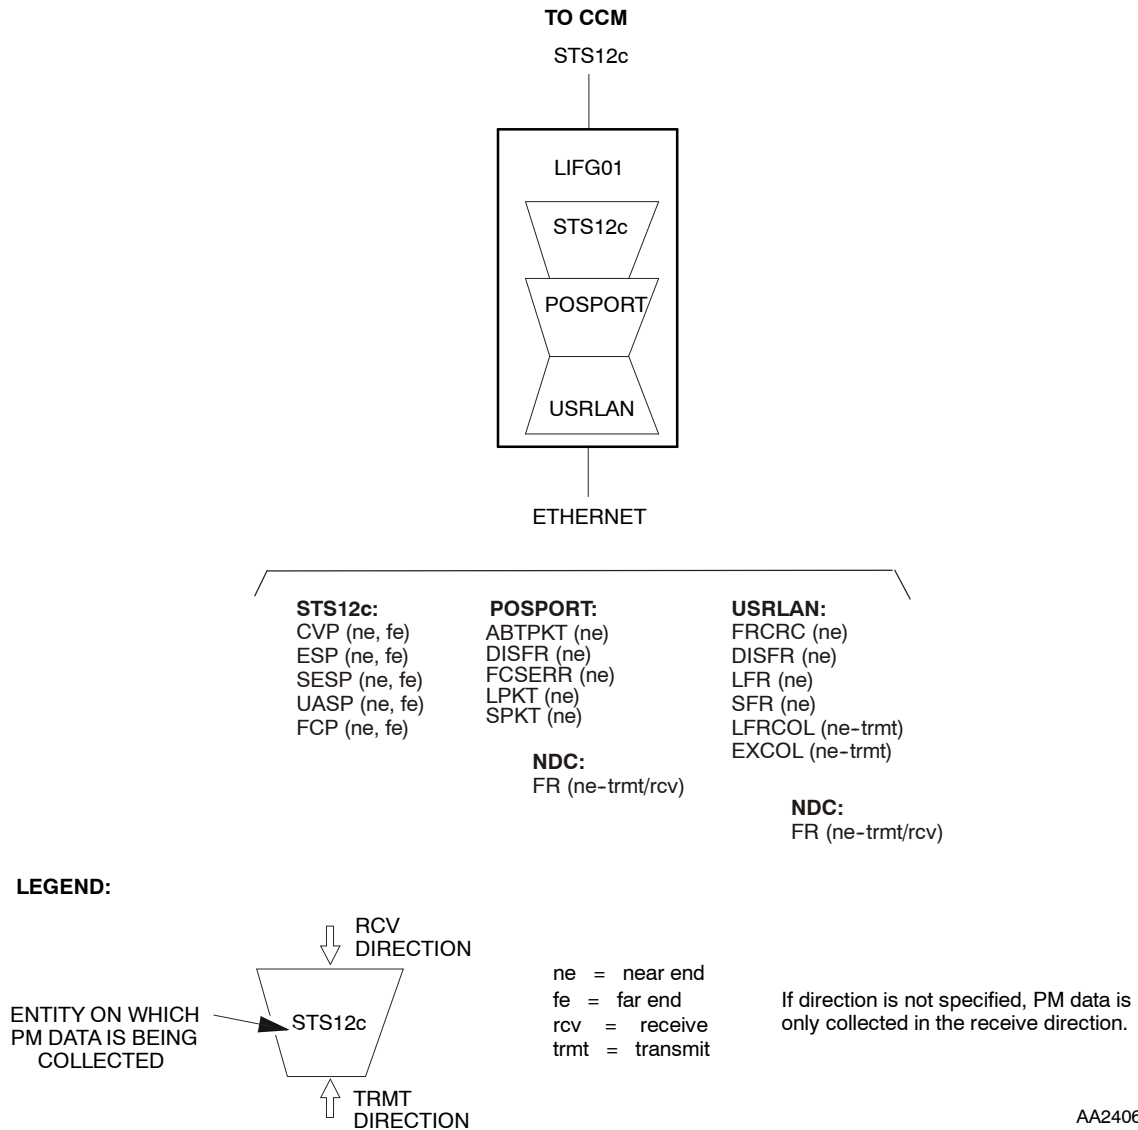 TO CCM
STS12c
LIFG01
STS12c
POSPORT
USRLAN
ETHERNET
STS12c:
CVP (ne, fe)
ESP (ne, fe)
SESP (ne, fe)
UASP (ne, fe)
FCP (ne, fe)
POSPORT:
ABTPKT (ne)
DISFR (ne)
FCSERR (ne)
LPKT (ne)
SPKT (ne)
NDC:
FR (ne-trmt/rcv)
USRLAN:
FRCRC (ne)
DISFR (ne)
LFR (ne)
SFR (ne)
LFRCOL (ne-trmt)
EXCOL (ne-trmt)
NDC:
FR (ne-trmt/rcv)
LEGEND:
RCV
DIRECTION
ENTITY ON WHICH
PM DATA IS BEING
COLLECTED
STS12c
TRMT
DIRECTION
ne = near end
fe = far end
rcv = receive
trmt = transmit
If direction is not specified, PM data is
only collected in the receive direction.
AA2406